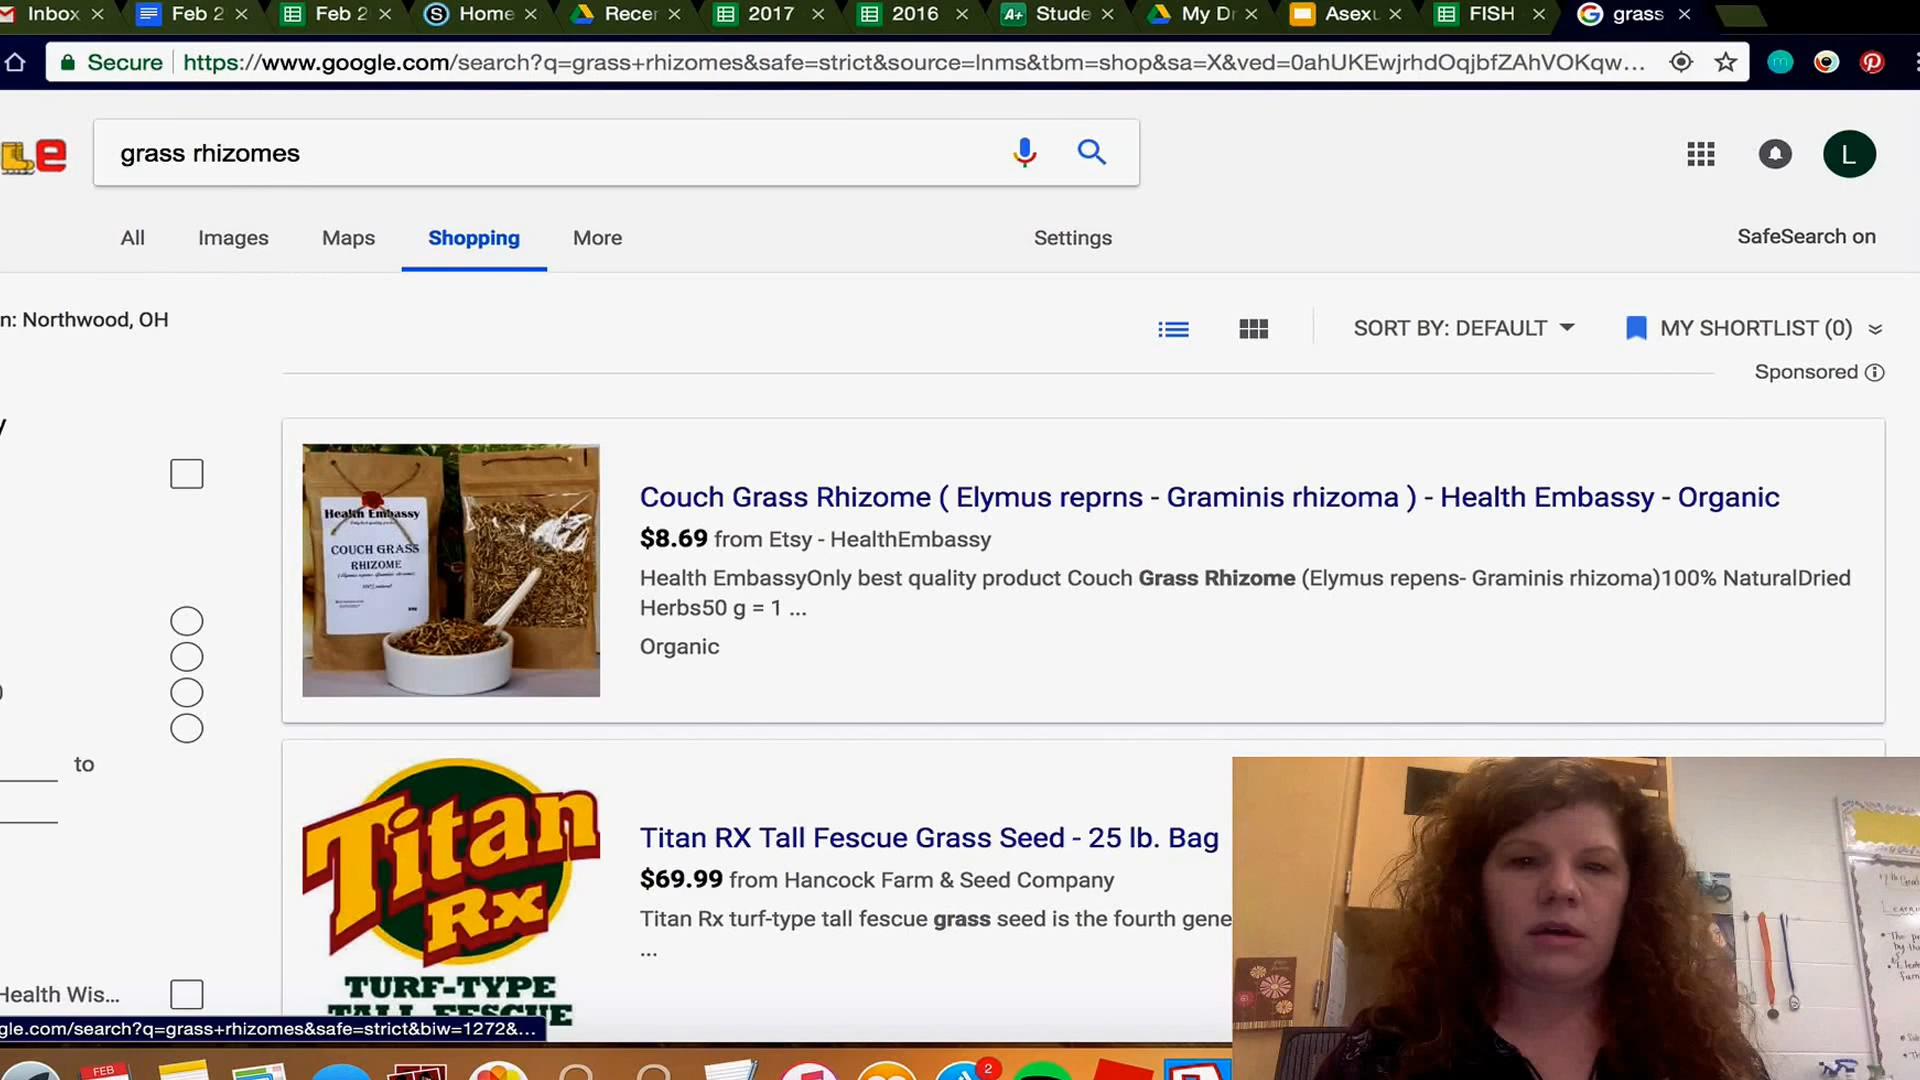 Inbox Feb 2 Feb 2 Home Recer 2017 2016 A+ Stude My Dr Asexu FISH grass
Secure https://www.google.com/search?q=grass+rhizomes&safe=strict&source=lnms&tbm=shop&sa=X&ved=0ahUKEwjrhdOqjbfZAhVOKqw...
e grass rhizomes L
All Images Maps Shopping More Settings SafeSearch on
n: Northwood, OH SORT BY: DEFAULT MY SHORTLIST (0)
Sponsored
Couch Grass Rhizome ( Elymus reprns - Graminis rhizoma ) - Health Embassy - Organic
$8.69 from Etsy - HealthEmbassy
Health EmbassyOnly best quality product Couch Grass Rhizome (Elymus repens- Graminis rhizoma)100% NaturalDried
Herbs50 g = 1 ...
Organic
Health Embassy
COUCH GRASS
RHIZOME
to
Titan
Rx
TURF-TYPE
TALL FESCUE
Titan RX Tall Fescue Grass Seed - 25 lb. Bag
$69.99 from Hancock Farm & Seed Company
Titan Rx turf-type tall fescue grass seed is the fourth gene
...
Health Wis...
gle.com/search?q=grass+rhizomes&safe=strict&biw=1272&...
FEB
2